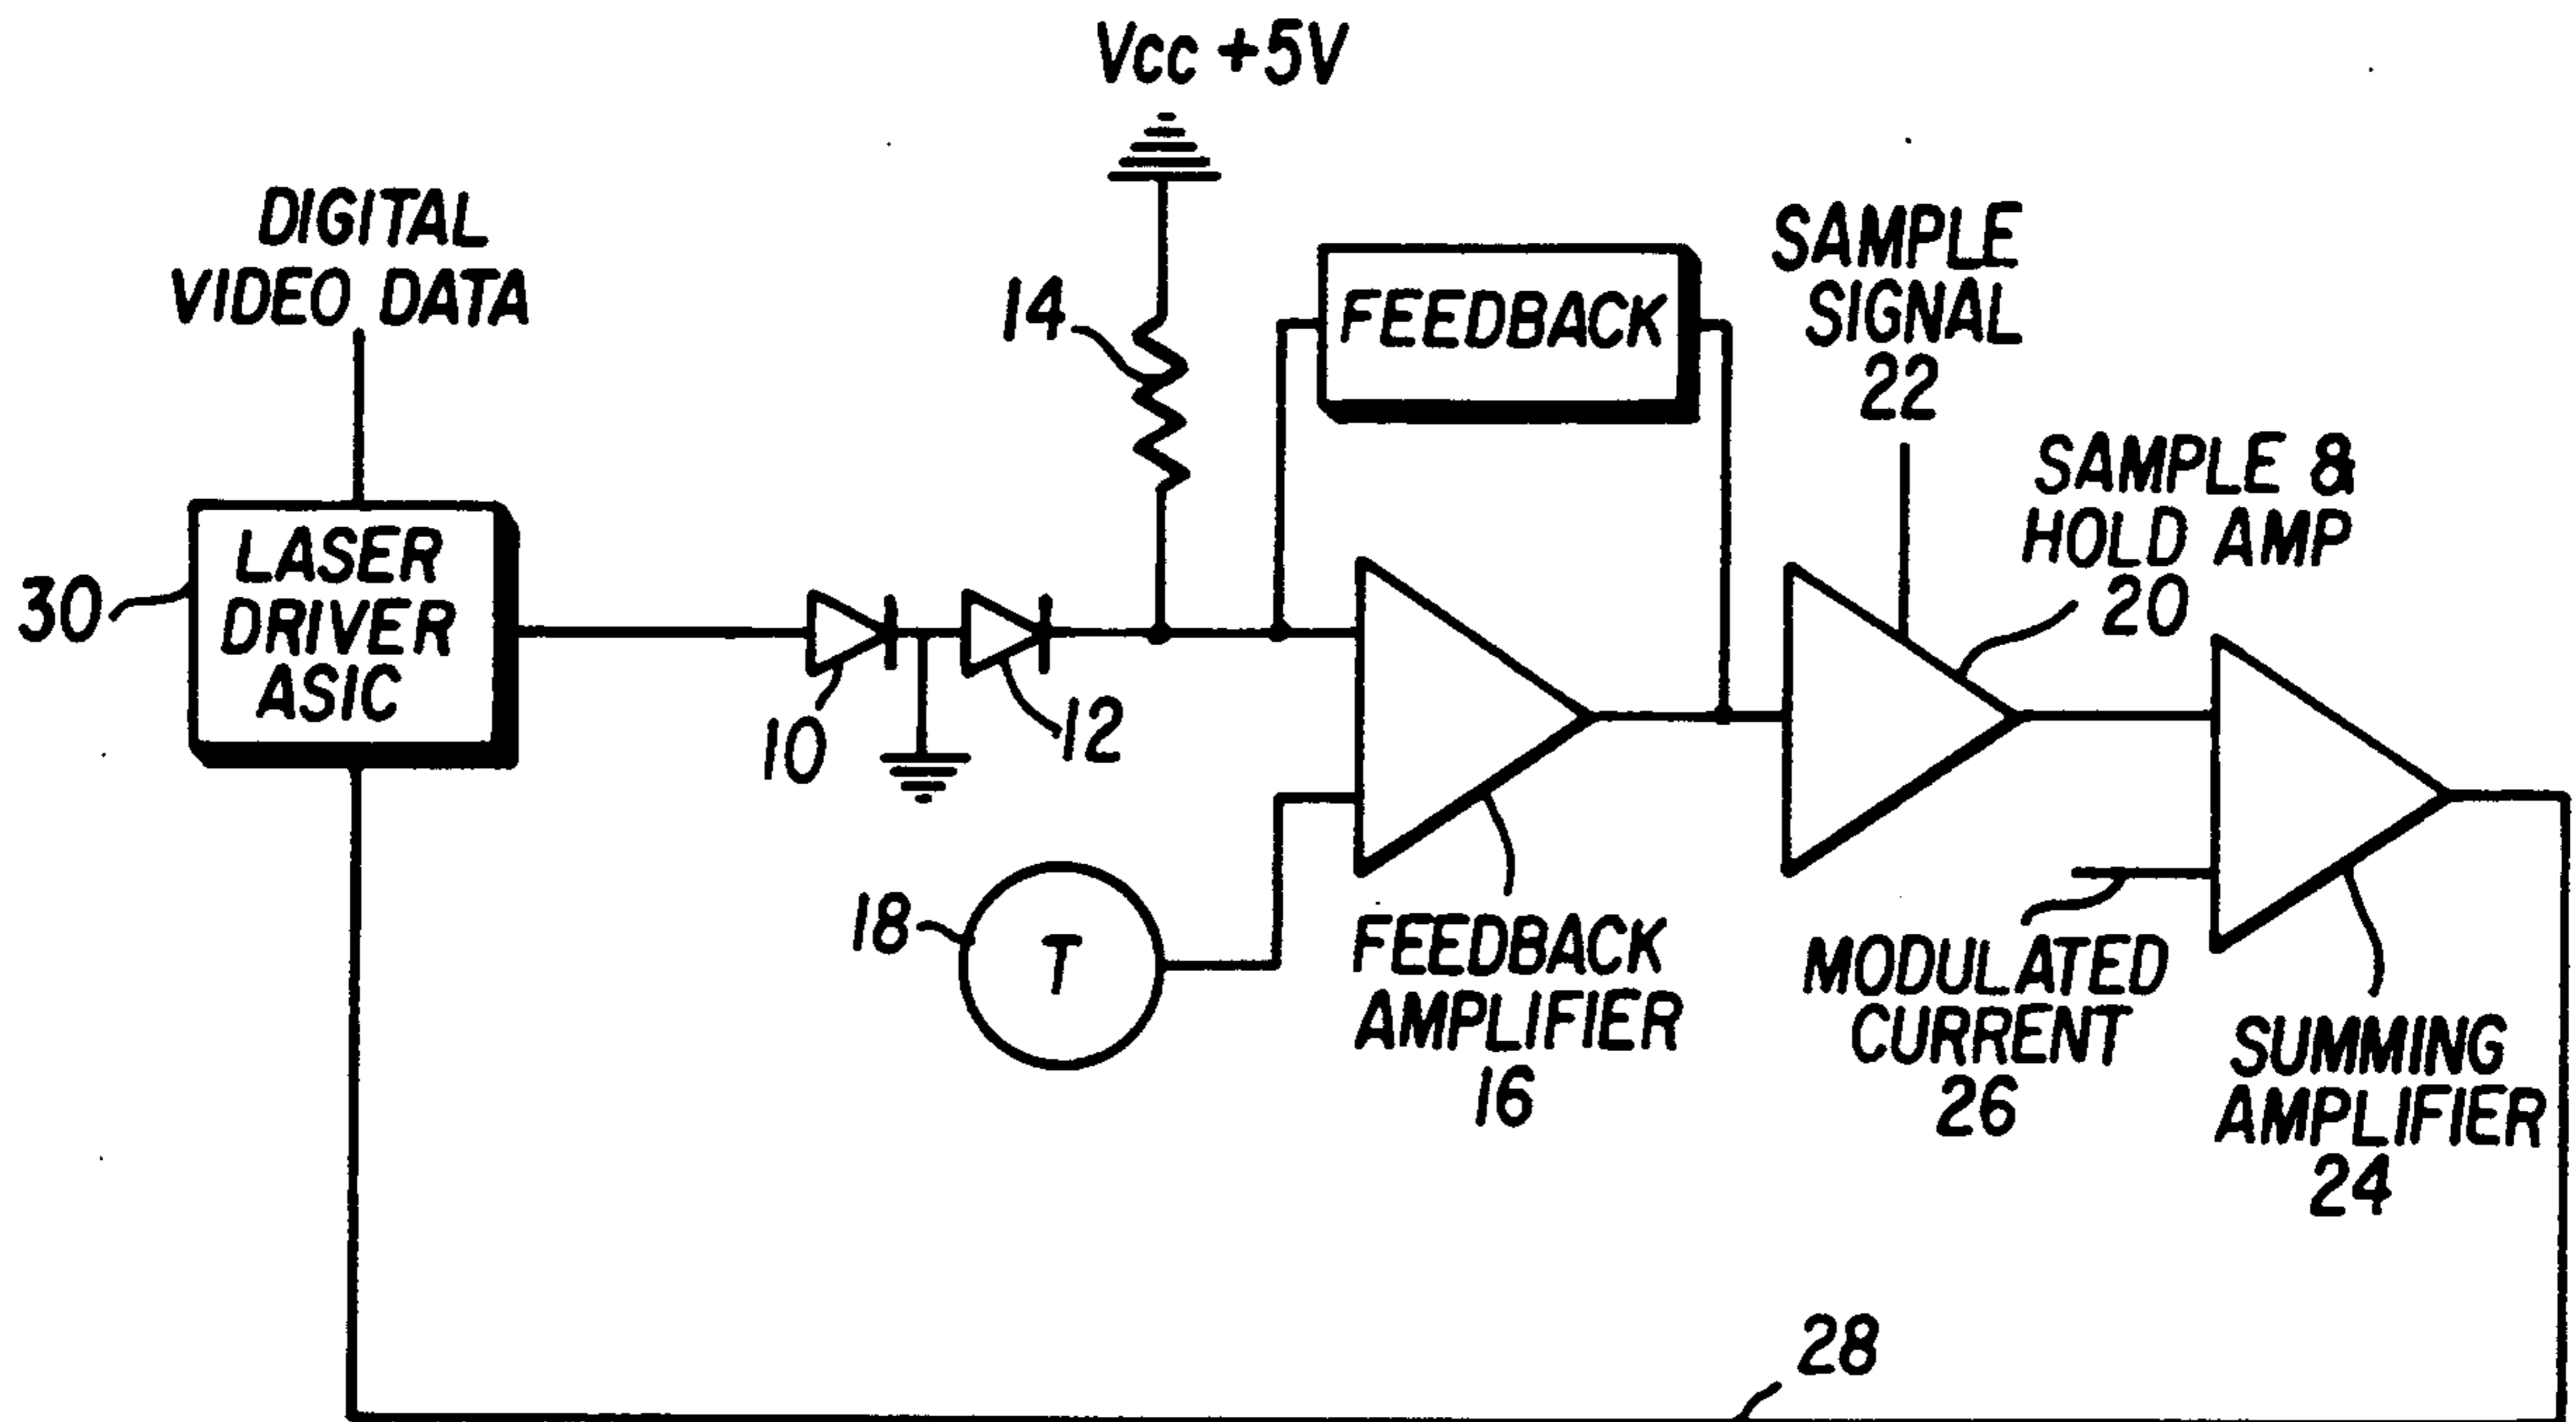 Vcc +5V
DIGITAL
VIDEO DATA
14
FEEDBACK
SAMPLE
SIGNAL
22
SAMPLE &
HOLD AMP
20
30
LASER
DRIVER
ASIC
10
12
18
T
FEEDBACK
AMPLIFIER
16
MODULATED
CURRENT
26
SUMMING
AMPLIFIER
24
28